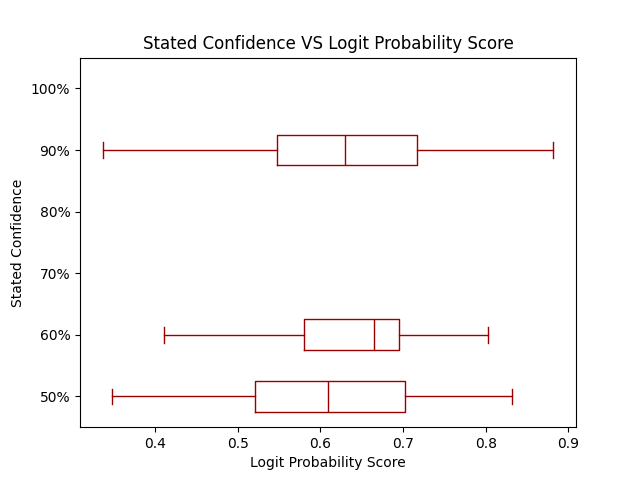 Stated Confidence VS Logit Probability Score
Stated Confidence
100%
90%
80%
70%
60%
50%
0.4 0.5 0.6 0.7 0.8 0.9
Logit Probability Score